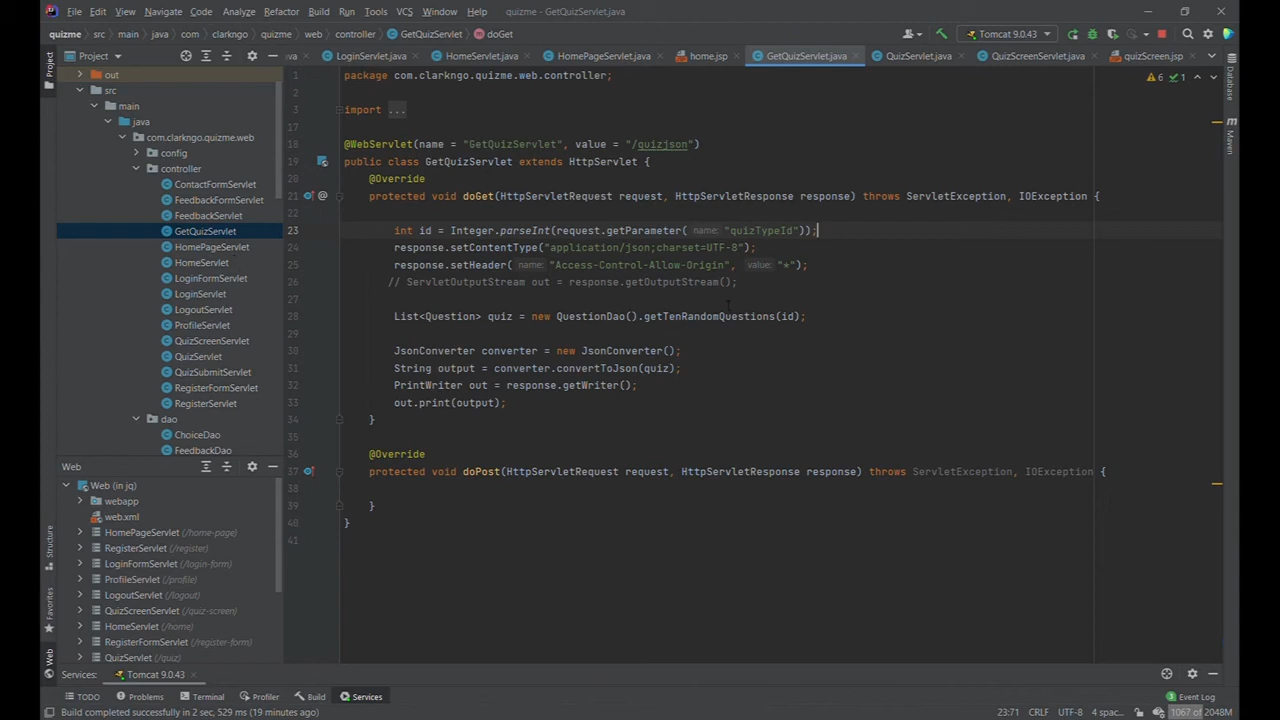 File Edit View Navigate Code Analyze Refactor Build Run Tools VCS Window Help quizme - GetQuizServlet.java
quizme src main java com clarkngo quizme web controller GetQuizServlet doGet Tomcat 9.0.43
Project
LoginServlet.java HomeServlet.java HomePageServlet.java home.jsp GetQuizServlet.java QuizServlet.java QuizScreenServlet.java quizScreen.jsp
Project
out
src
main
java
com.clarkngo.quizme.web
config
controller
ContactFormServlet
FeedbackFormServlet
FeedbackServlet
GetQuizServlet
HomePageServlet
HomeServlet
LoginFormServlet
LoginServlet
LogoutServlet
ProfileServlet
QuizScreenServlet
QuizServlet
QuizSubmitServlet
RegisterFormServlet
RegisterServlet
dao
ChoiceDao
FeedbackDao
Web
Web (in jq)
webapp
web.xml
HomePageServlet (/home-page)
RegisterServlet (/register)
LoginFormServlet (/login-form)
ProfileServlet (/profile)
LogoutServlet (/logout)
QuizScreenServlet (/quiz-screen)
HomeServlet (/home)
RegisterFormServlet (/register-form)
QuizServlet (/quiz)
Structure
Favorites
Web
6 1
Database
Maven
1 package com.clarkngo.quizme.web.controller;
2
3 import ...
17
18 @WebServlet(name = "GetQuizServlet", value = "/quizjson")
19 public class GetQuizServlet extends HttpServlet {
20 @Override
21 @ protected void doGet(HttpServletRequest request, HttpServletResponse response) throws ServletException, IOException {
22
23 int id = Integer.parseInt(request.getParameter( name: "quizTypeId"));
24 response.setContentType("application/json;charset=UTF-8");
25 response.setHeader( name: "Access-Control-Allow-Origin", value: "*");
26 // ServletOutputStream out = response.getOutputStream();
27
28 List<Question> quiz = new QuestionDao().getTenRandomQuestions(id);
29
30 JsonConverter converter = new JsonConverter();
31 String output = converter.convertToJson(quiz);
32 PrintWriter out = response.getWriter();
33 out.print(output);
34 }
35
36 @Override
37 protected void doPost(HttpServletRequest request, HttpServletResponse response) throws ServletException, IOException {
38
39 }
40 }
41
Services: Tomcat 9.0.43
TODO Problems Terminal Profiler Build Services Event Log
Build completed successfully in 2 sec, 529 ms (19 minutes ago) 23:71 CRLF UTF-8 4 spac... 1067 of 2048M